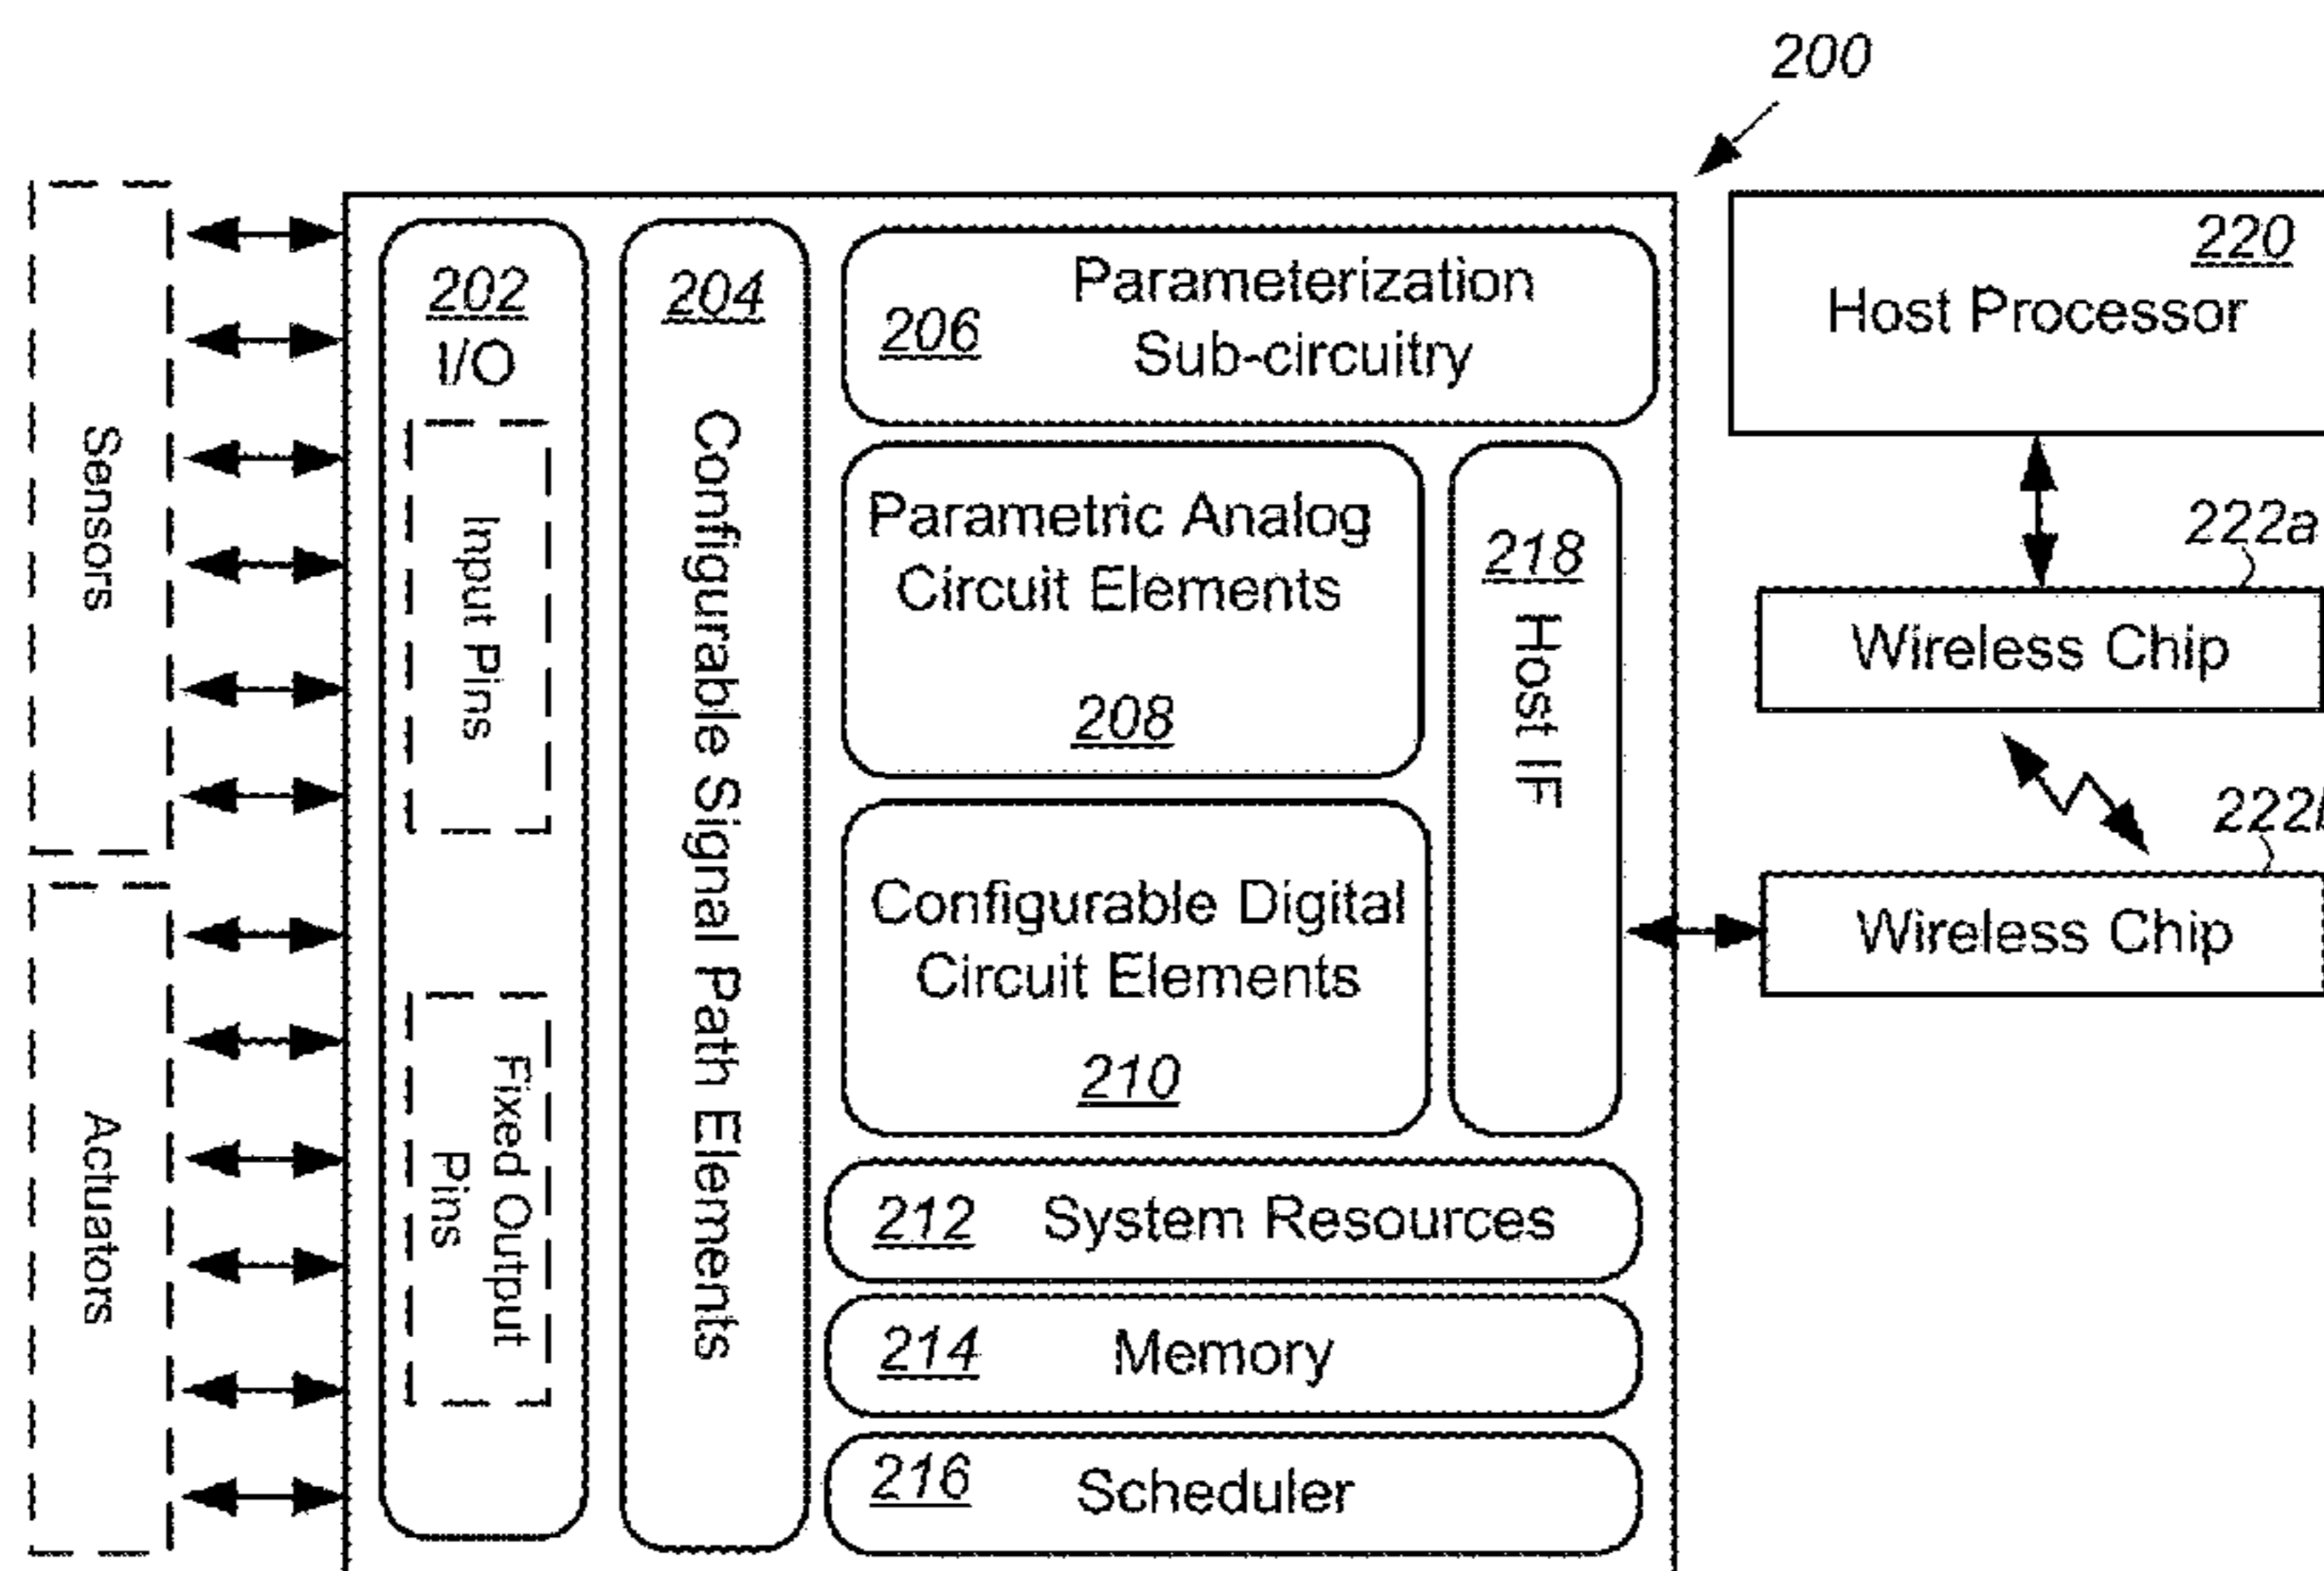 200
Sensors
Actuators
202
I/O
Input Pins
Fixed Output
Pins
204
Configurable Signal Path Elements
206
Parameterization
Sub-circuitry
Parametric Analog
Circuit Elements
208
Configurable Digital
Circuit Elements
210
218
Host IF
212 System Resources
214 Memory
216 Scheduler
220
Host Processor
222a
Wireless Chip
222b
Wireless Chip